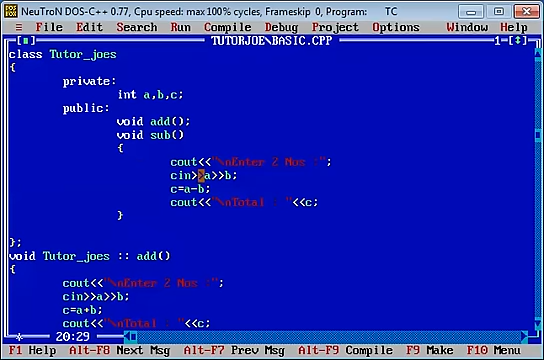 NeuTroN DOS-C++ 0.77, Cpu speed: max 100% cycles, Frameskip 0, Program: TC
≡ File Edit Search Run Compile Debug Project Options Window Help
[■] TUTORJOE\BASIC.CPP 1=[↕]
class Tutor_joes
{
private:
int a,b,c;
public:
void add();
void sub()
{
cout<<"\nEnter 2 Nos :";
cin>>a>>b;
c=a-b;
cout<<"\nTotal : "<<c;
}
};
void Tutor_joes :: add()
{
cout<<"\nEnter 2 Nos :";
cin>>a>>b;
c=a+b;
cout<<"\nTotal : "<<c;
20:29
F1 Help Alt-F8 Next Msg Alt-F7 Prev Msg Alt-F9 Compile F9 Make F10 Menu